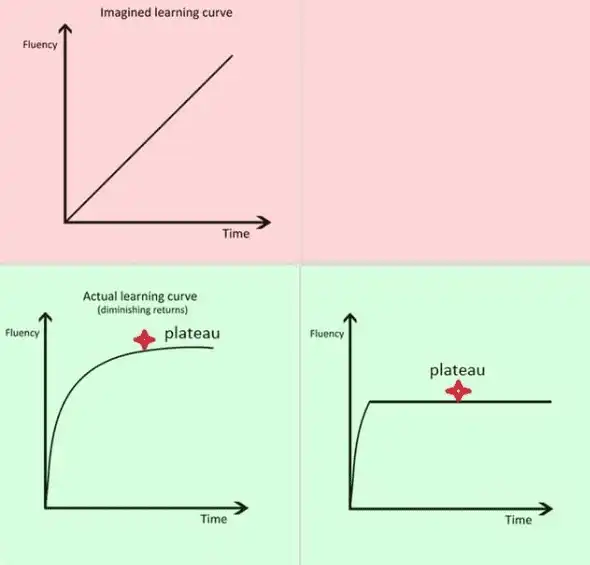 Imagined learning curve
Fluency
Time
Actual learning curve
(diminishing returns)
Fluency
plateau
Time
Fluency
plateau
Time